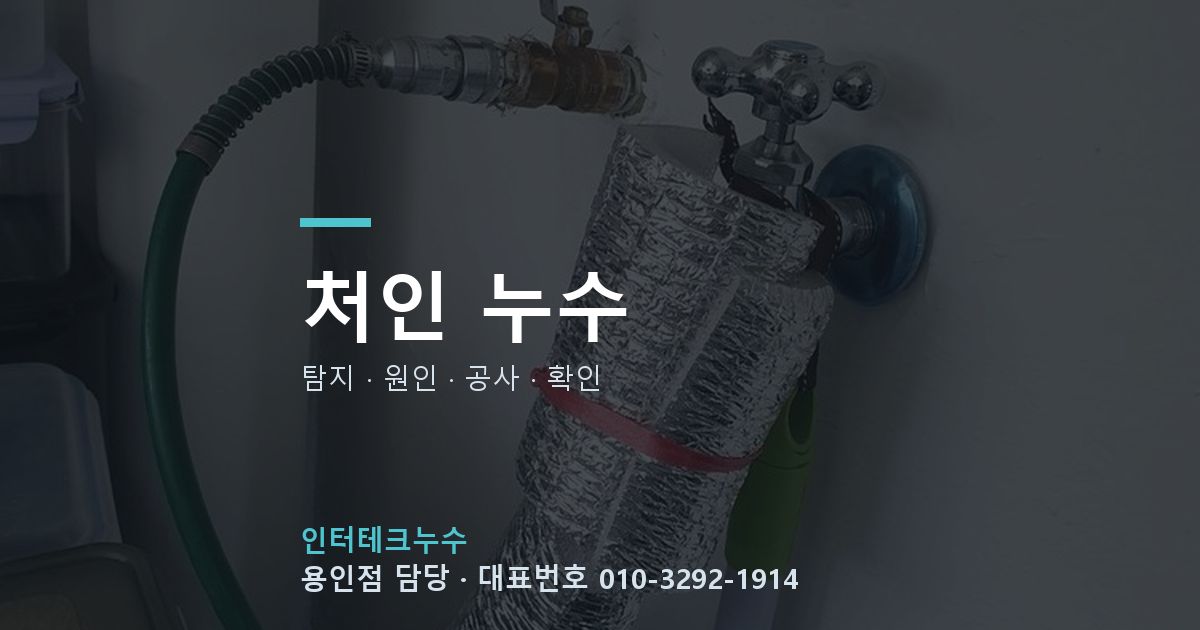 처인 누수
탐지 · 원인 · 공사 · 확인
인터테크누수
용인점 담당 · 대표번호 010-3292-1914